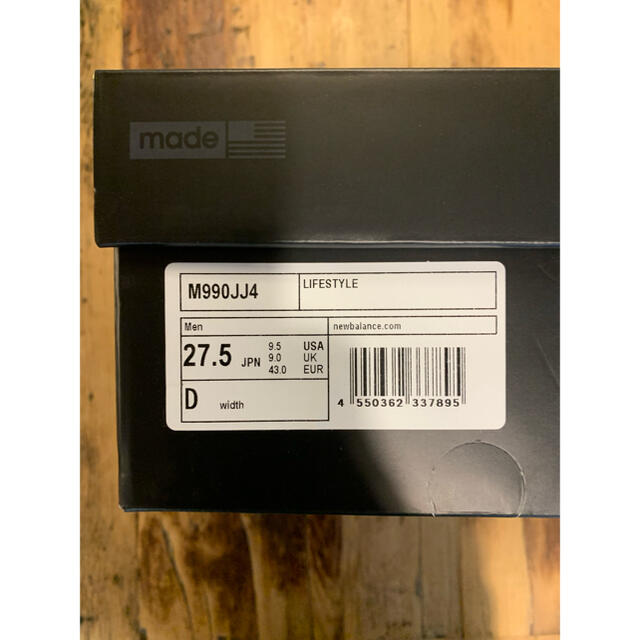 made
M990JJ4
LIFESTYLE
Men
newbalance.com
27.5 JPN
9.5 USA
9.0 UK
43.0 EUR
D width
4 550362 337895